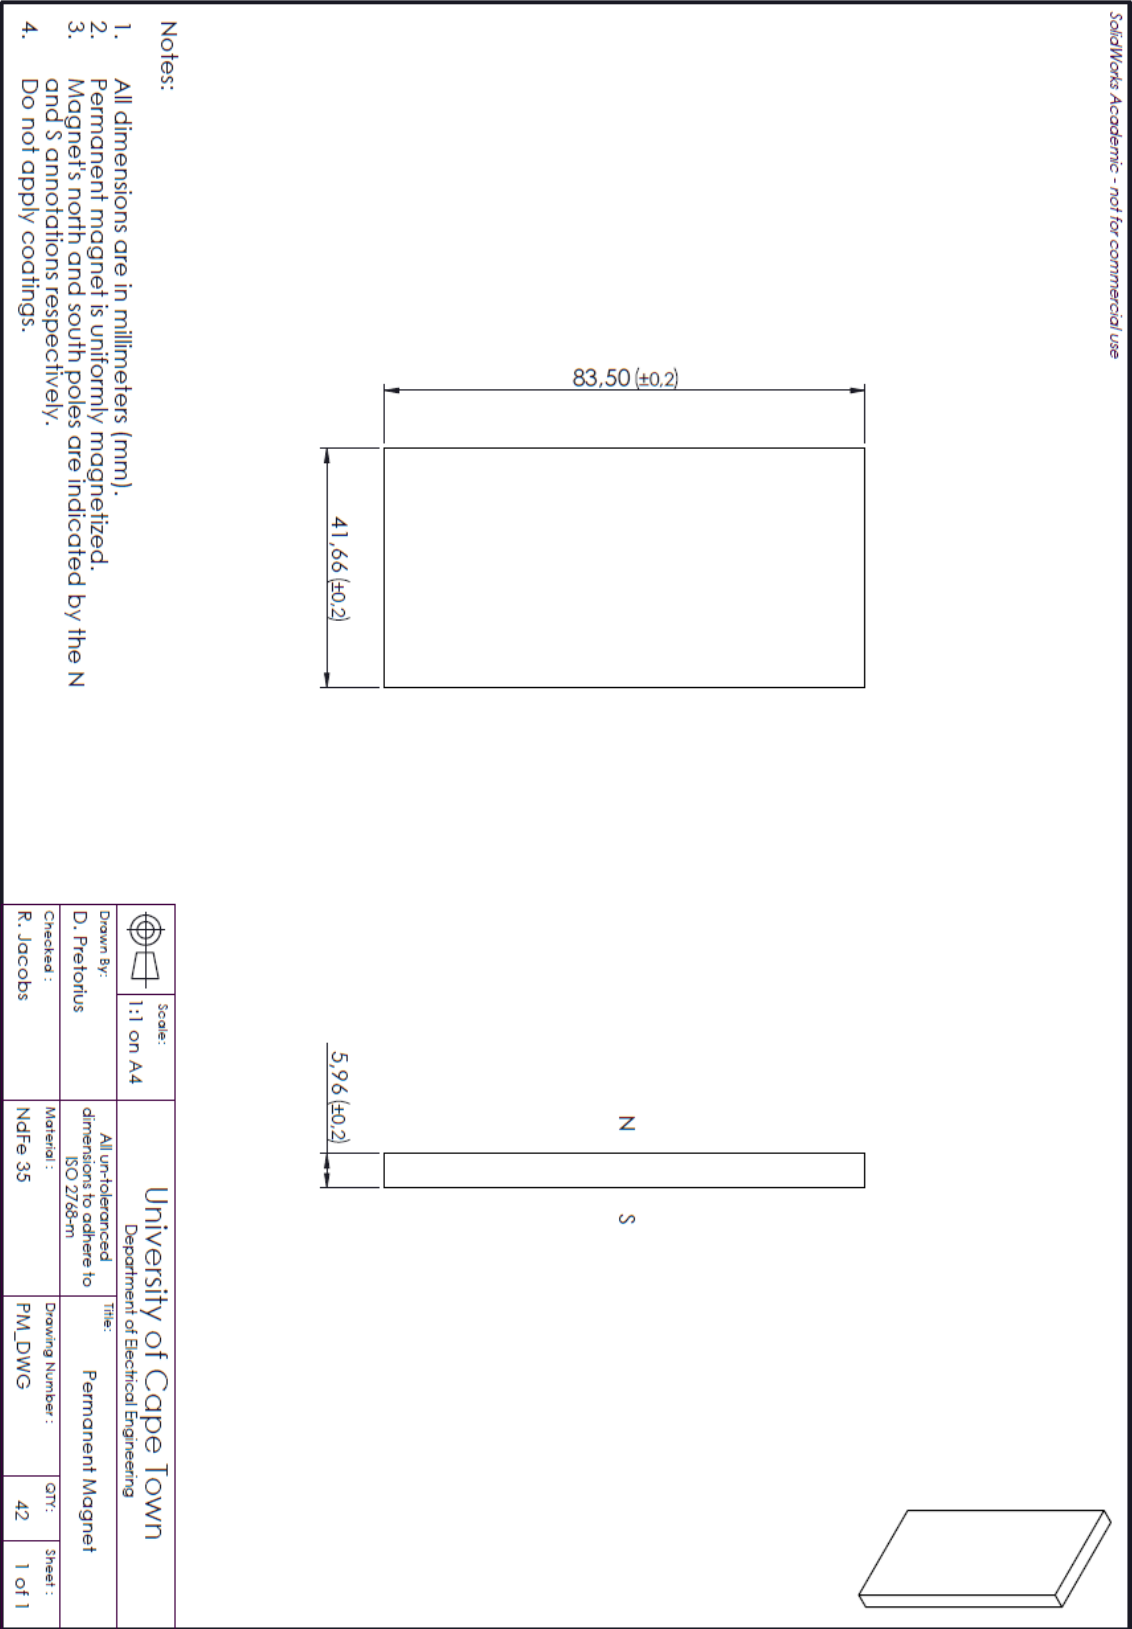 SolidWorks Academic - not for commercial use
83,50 (±0,2)
41,66 (±0,2)
N
S
5,96 (±0,2)
Notes:
1. All dimensions are in millimeters (mm).
2. Permanent magnet is uniformly magnetized.
3. Magnet's north and south poles are indicated by the N
and S annotations respectively.
4. Do not apply coatings.
Scale:
1:1 on A4
University of Cape Town
Department of Electrical Engineering
Drawn By:
D. Pretorius
All un-toleranced
dimensions to adhere to
ISO 2768-m
Title:
Permanent Magnet
Checked :
R. Jacobs
Material :
NdFe 35
Drawing Number :
PM_DWG
QTY:
42
Sheet :
1 of 1